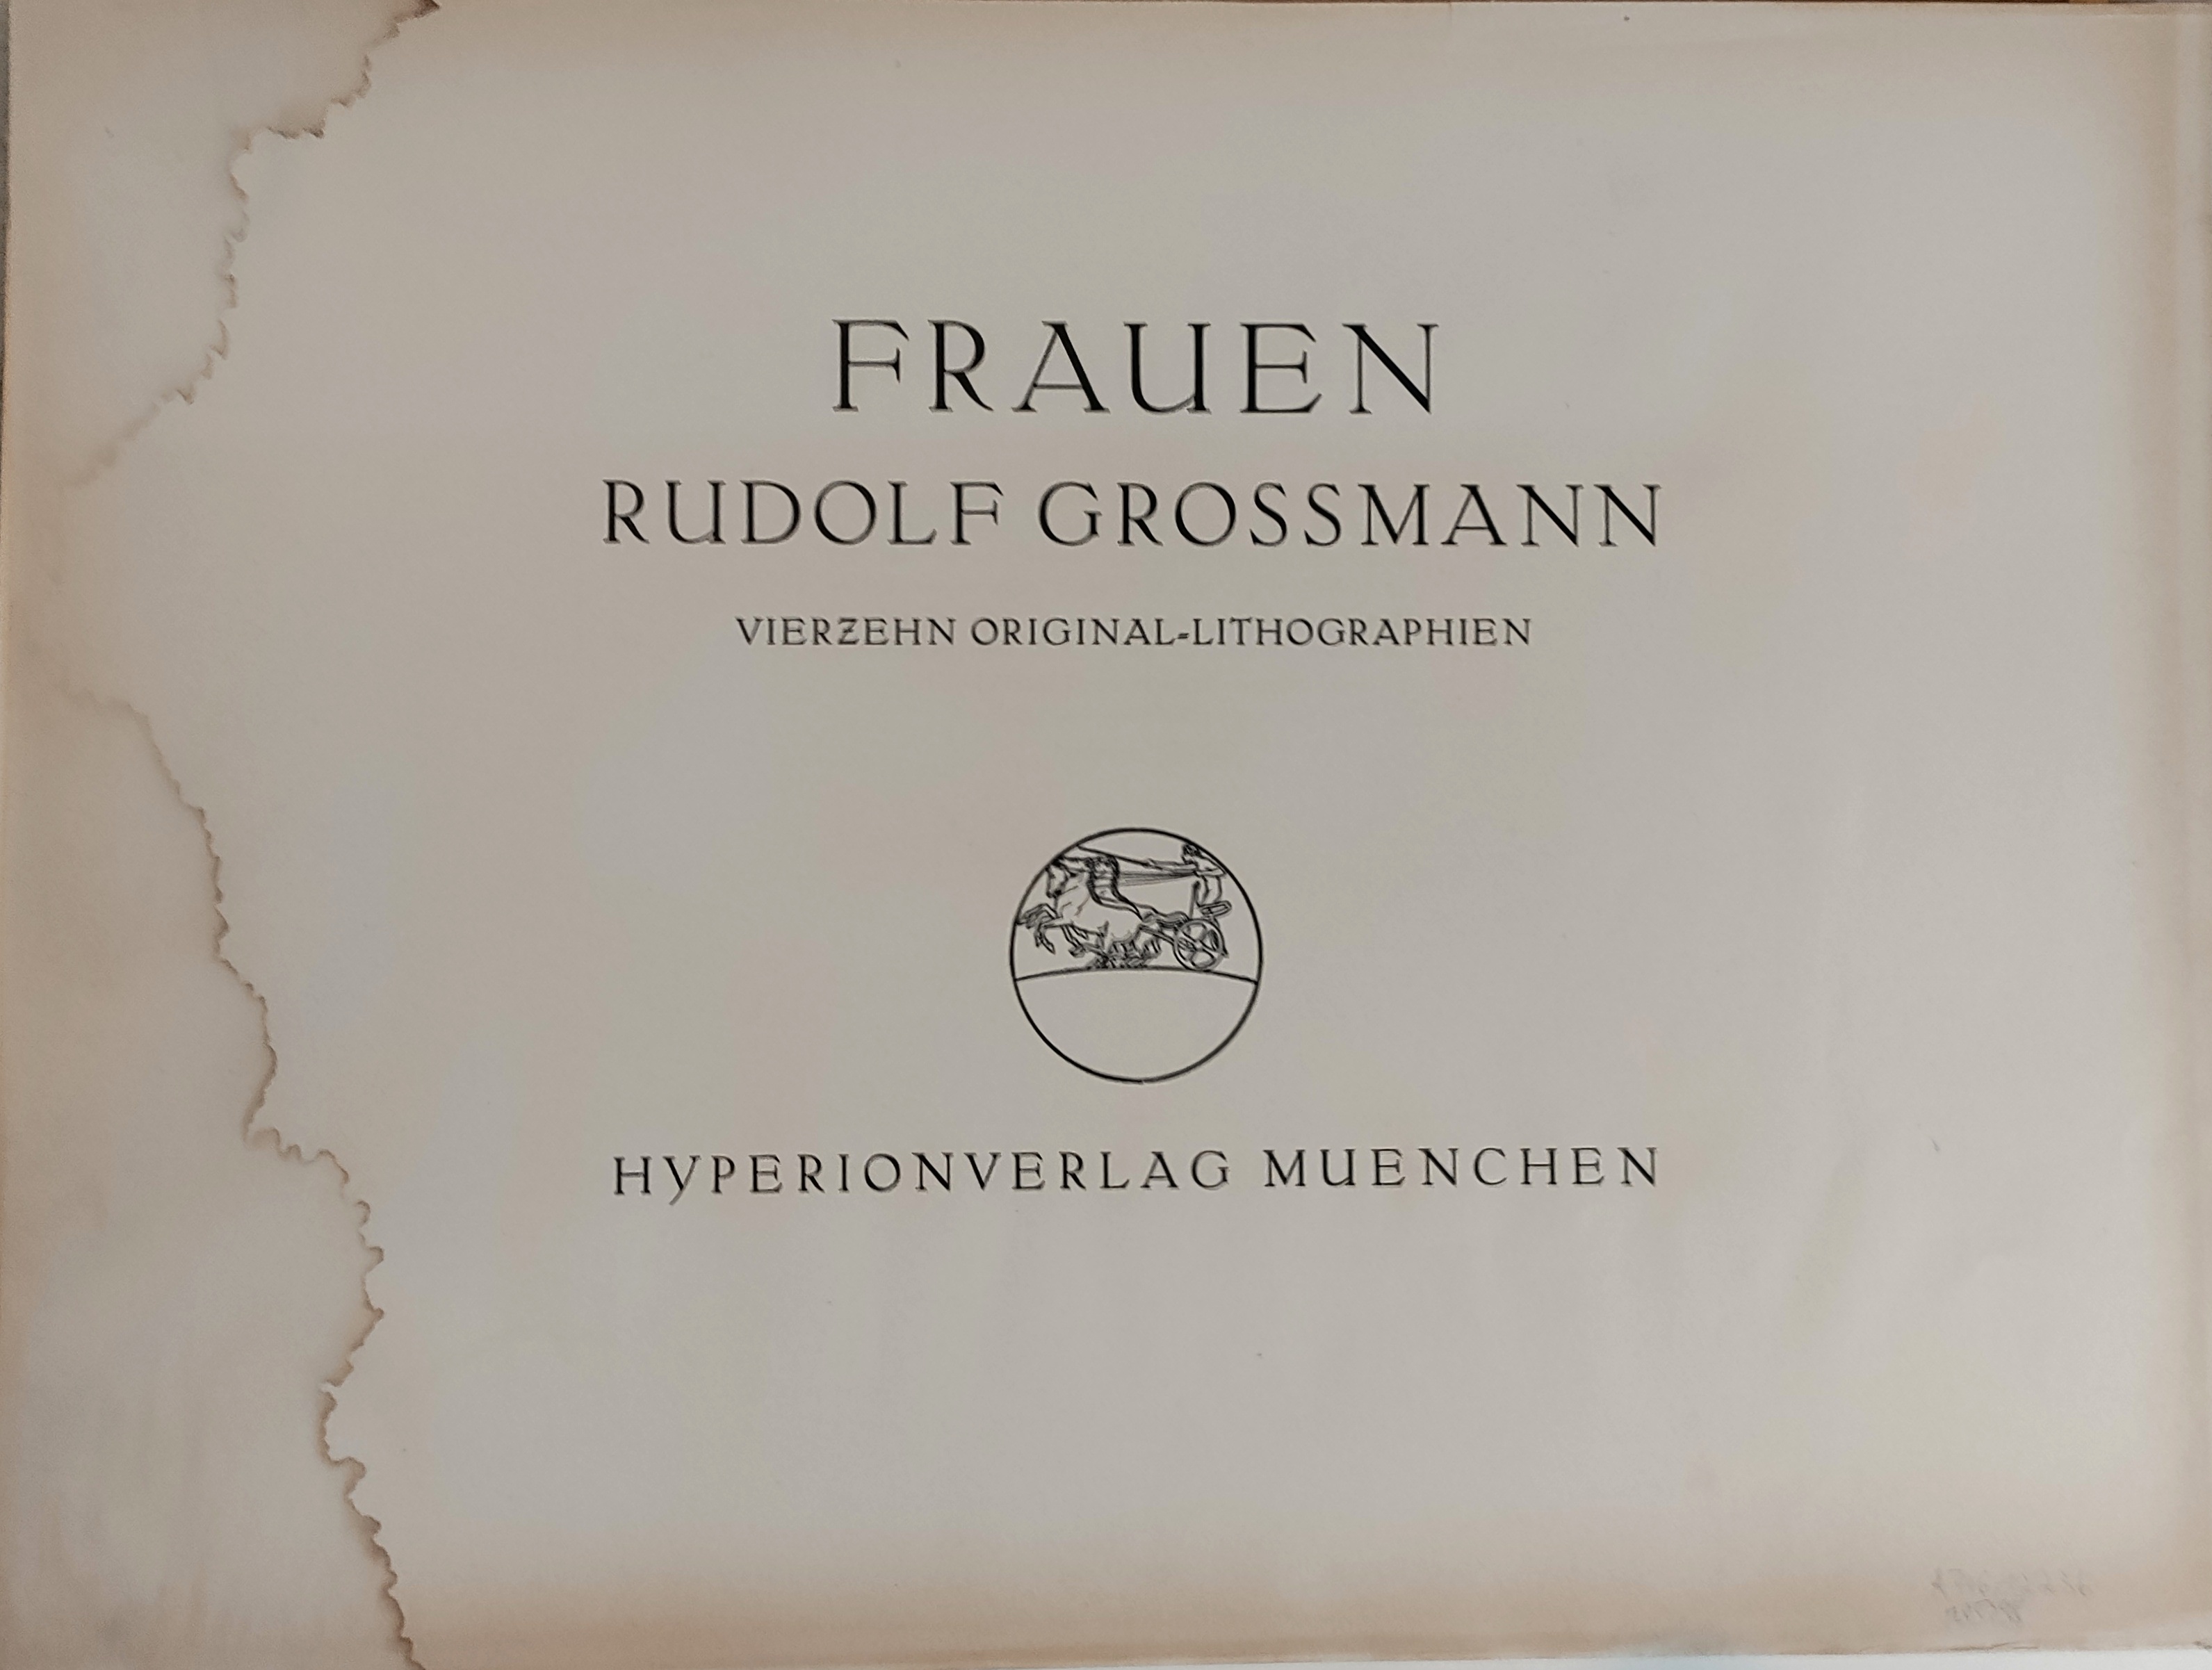 FRAUEN
RUDOLF GROSSMANN
VIERZEHN ORIGINAL-LITHOGRAPHIEN
HYPERIONVERLAG MUENCHEN